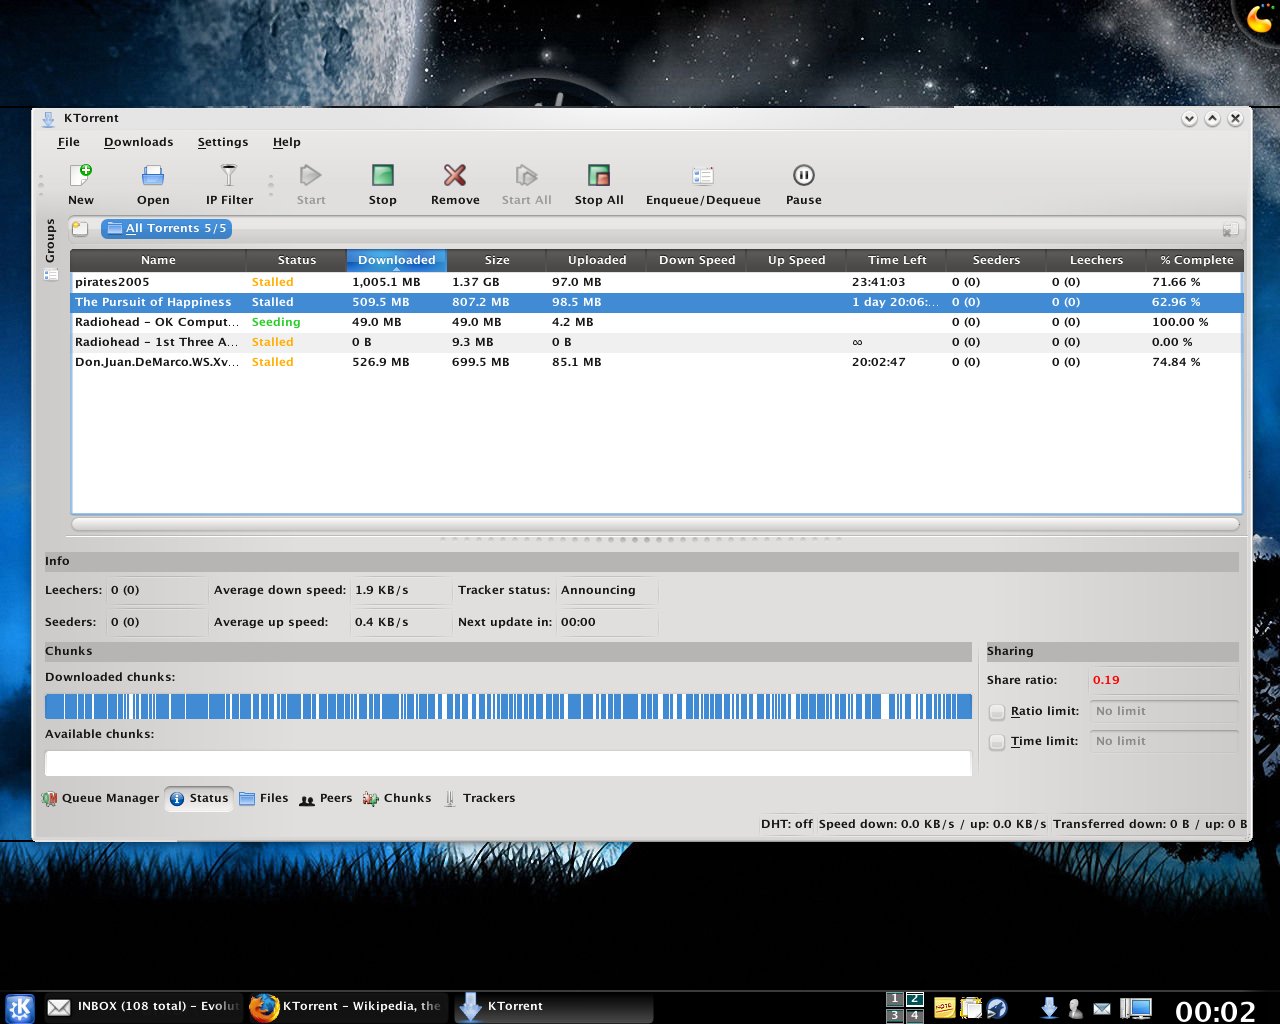 KTorrent
File Downloads Settings Help
New Open IP Filter Start Stop Remove Start All Stop All Enqueue/Dequeue Pause
Groups
All Torrents 5/5
Name Status Downloaded Size Uploaded Down Speed Up Speed Time Left Seeders Leechers % Complete
pirates2005 Stalled 1,005.1 MB 1.37 GB 97.0 MB 23:41:03 0 (0) 0 (0) 71.66 %
The Pursuit of Happiness Stalled 509.5 MB 807.2 MB 98.5 MB 1 day 20:06:... 0 (0) 0 (0) 62.96 %
Radiohead - OK Comput... Seeding 49.0 MB 49.0 MB 4.2 MB 0 (0) 0 (0) 100.00 %
Radiohead - 1st Three A... Stalled 0 B 9.3 MB 0 B ∞ 0 (0) 0 (0) 0.00 %
Don.Juan.DeMarco.WS.Xv... Stalled 526.9 MB 699.5 MB 85.1 MB 20:02:47 0 (0) 0 (0) 74.84 %
Info
Leechers: 0 (0) Average down speed: 1.9 KB/s Tracker status: Announcing
Seeders: 0 (0) Average up speed: 0.4 KB/s Next update in: 00:00
Chunks
Sharing
Downloaded chunks:
Share ratio: 0.19
Ratio limit: No limit
Available chunks:
Time limit: No limit
Queue Manager Status Files Peers Chunks Trackers
DHT: off Speed down: 0.0 KB/s / up: 0.0 KB/s Transferred down: 0 B / up: 0 B
INBOX (108 total) - Evolut KTorrent - Wikipedia, the KTorrent 1 2 3 4 00:02